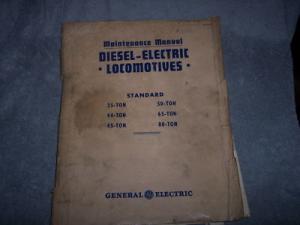 Maintenance Manual
DIESEL-ELECTRIC
• LOCOMOTIVES •
STANDARD
25-TON 50-TON
44-TON 65-TON
45-TON 80-TON
GENERAL GE ELECTRIC